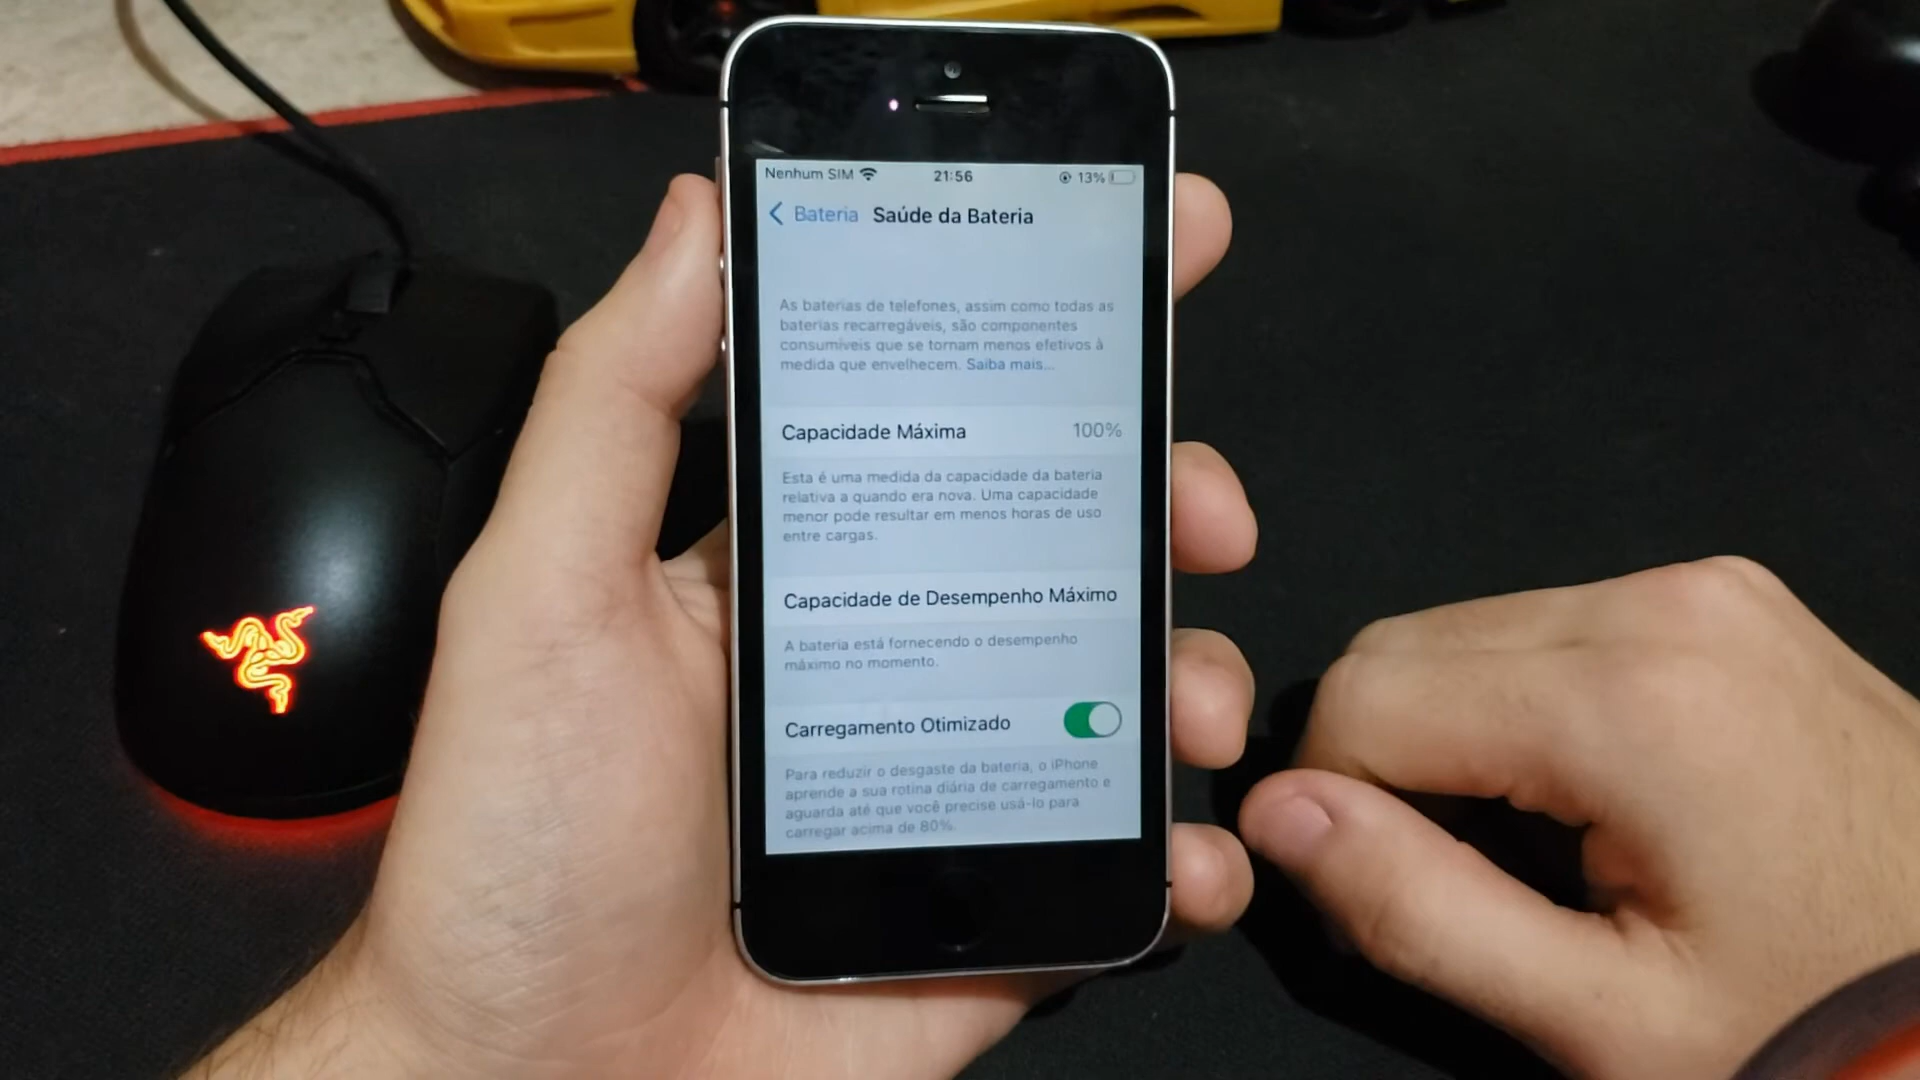 Nenhum SIM 21:56 13%
Bateria Saúde da Bateria
As baterias de telefones, assim como todas as
baterias recarregáveis, são componentes
consumíveis que se tornam menos efetivos à
medida que envelhecem. Saiba mais...
Capacidade Máxima 100%
Esta é uma medida da capacidade da bateria
relativa a quando era nova. Uma capacidade
menor pode resultar em menos horas de uso
entre cargas.
Capacidade de Desempenho Máximo
A bateria está fornecendo o desempenho
máximo no momento.
Carregamento Otimizado
Para reduzir o desgaste da bateria, o iPhone
aprende a sua rotina diária de carregamento e
aguarda até que você precise usá-lo para
carregar acima de 80%.